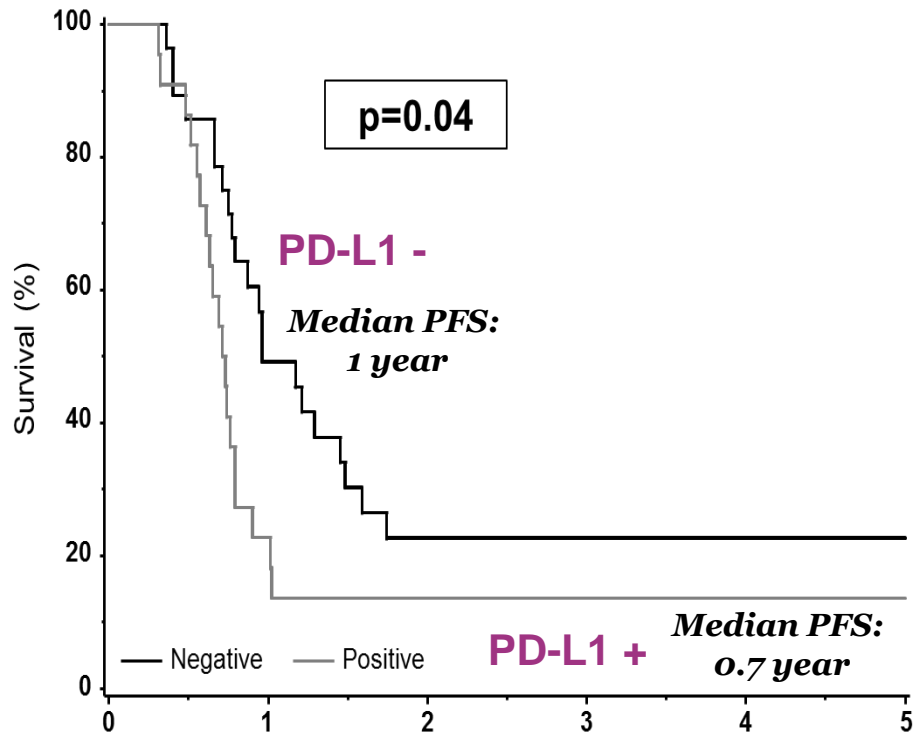 100
80
60
40
20
0
Survival (%)
p=0.04
PD-L1 -
Median PFS:
1 year
Negative
Positive
PD-L1 +
Median PFS:
0.7 year
0
1
2
3
4
5